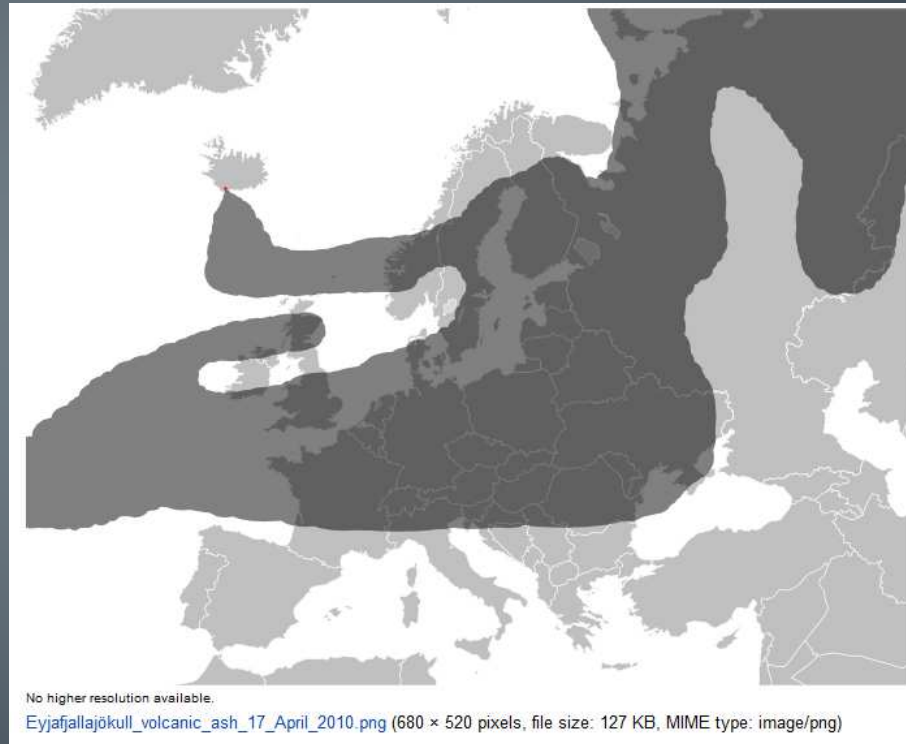 No higher resolution available.
Eyjafjallajökull_volcanic_ash_17_April_2010.png (680 × 520 pixels, file size: 127 KB, MIME type: image/png)